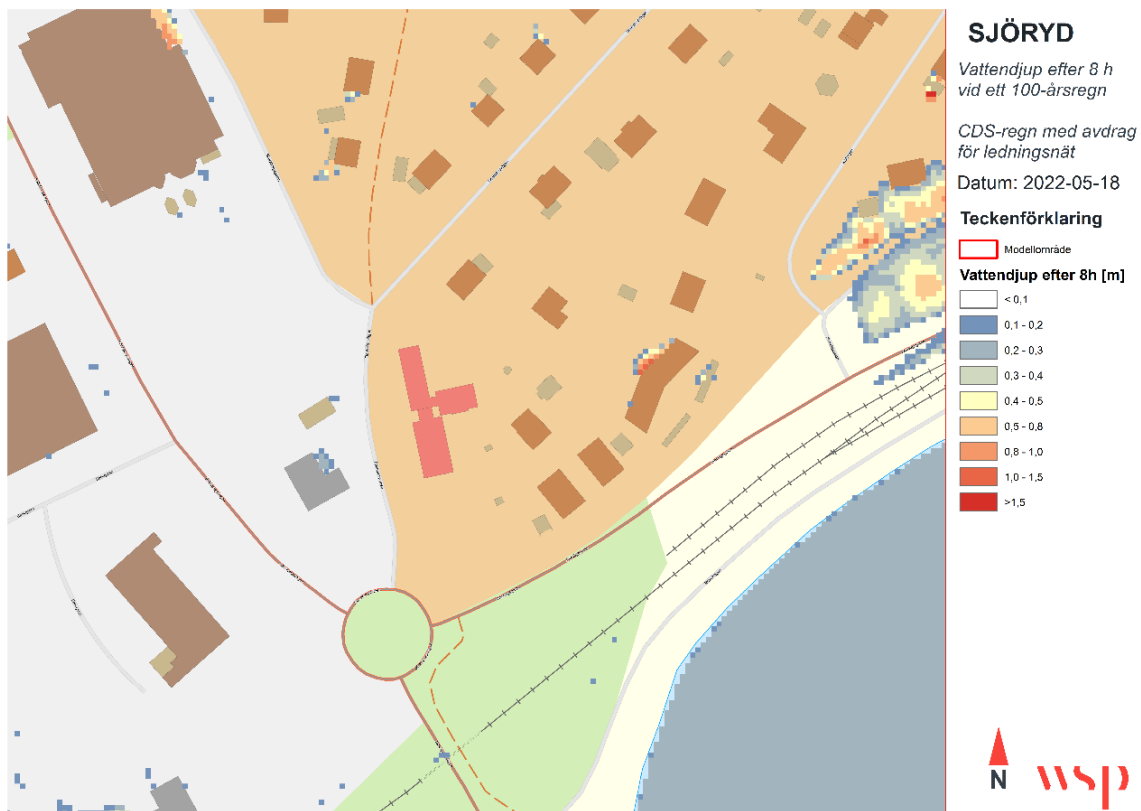 SJÖRYD
Vattendjup efter 8 h
vid ett 100-årsregn
CDS-regn med avdrag
för ledningsnät
Datum: 2022-05-18
Teckenförklaring
Modellområde
Vattendjup efter 8h [m]
< 0,1
0,1 - 0,2
0,2 - 0,3
0,3 - 0,4
0,4 - 0,5
0,5 - 0,8
0,8 - 1,0
1,0 - 1,5
>1,5
N
wsp